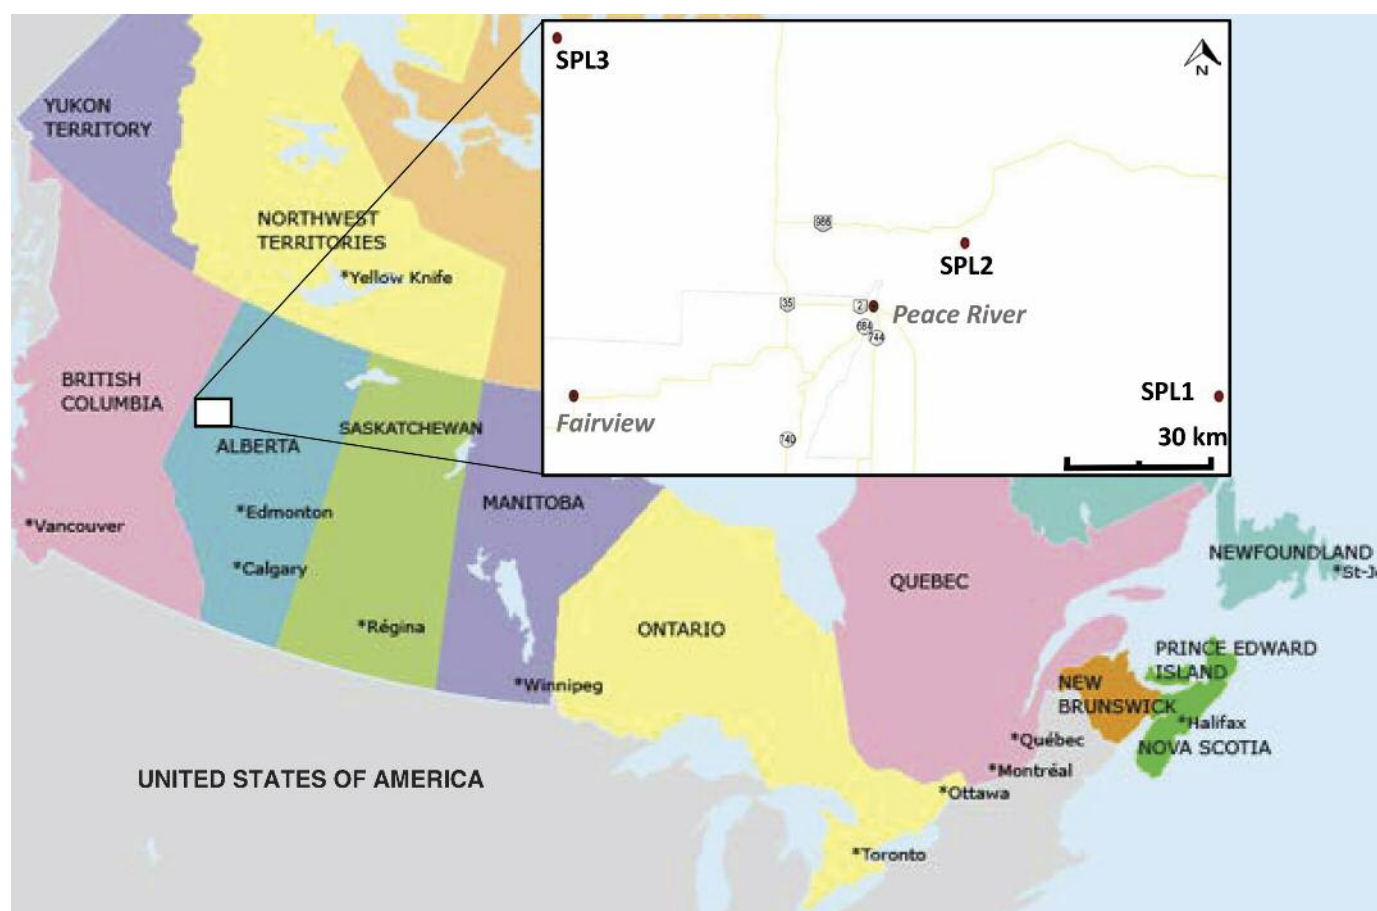 SPL3
N
YUKON
TERRITORY
NORTHWEST
TERRITORIES
*Yellow Knife
986
SPL2
35
2
Peace River
684
744
BRITISH
COLUMBIA
SPL1
Fairview
SASKATCHEWAN
30 km
740
ALBERTA
MANITOBA
*Edmonton
*Vancouver
NEWFOUNDLAND
*Calgary
*St-J
QUEBEC
*Régina
ONTARIO
PRINCE EDWARD
ISLAND
*Winnipeg
NEW
BRUNSWICK
*Halifax
*Québec
NOVA SCOTIA
*Montréal
UNITED STATES OF AMERICA
*Ottawa
*Toronto